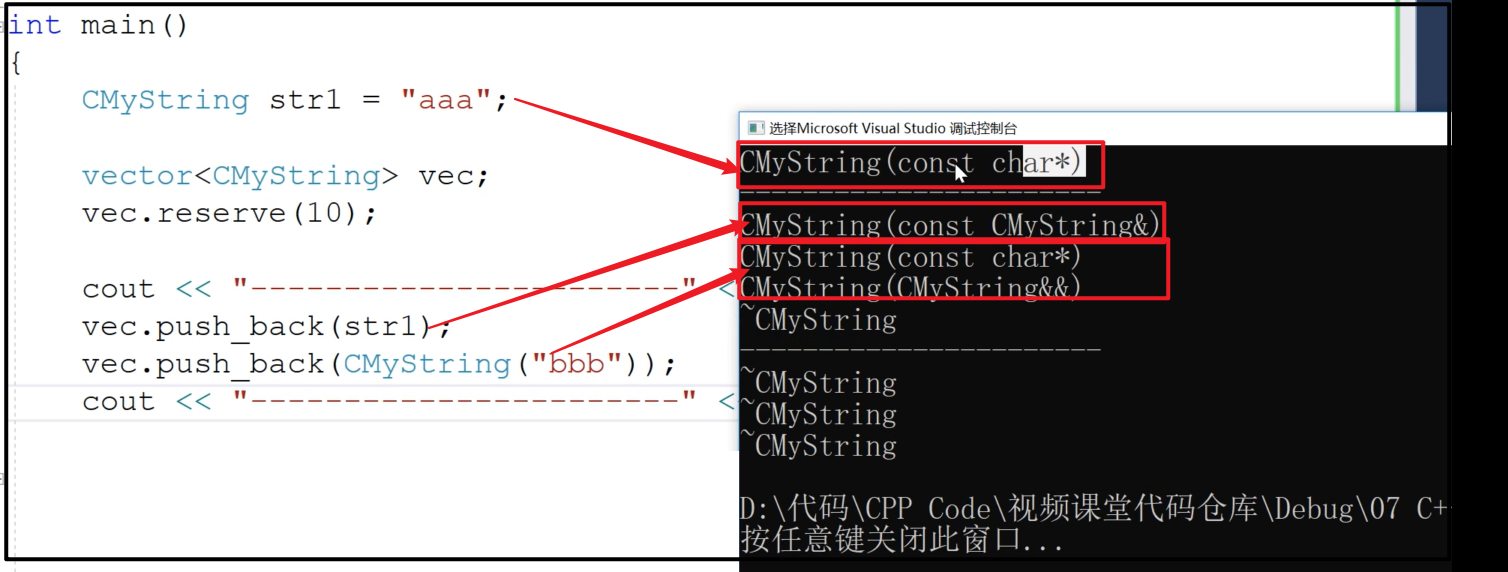 int main()
{
CMyString str1 = "aaa";
vector<CMyString> vec;
vec.reserve(10);
cout << "-----------------------" <
vec.push_back(str1);
vec.push_back(CMyString("bbb"));
cout << "-----------------------" <
选择Microsoft Visual Studio 调试控制台
CMyString(const char*)
-----------------------
CMyString(const CMyString&)
CMyString(const char*)
CMyString(CMyString&&)
~CMyString
-----------------------
~CMyString
~CMyString
~CMyString
D:\代码\CPP Code\视频课堂代码仓库\Debug\07 C+
按任意键关闭此窗口...